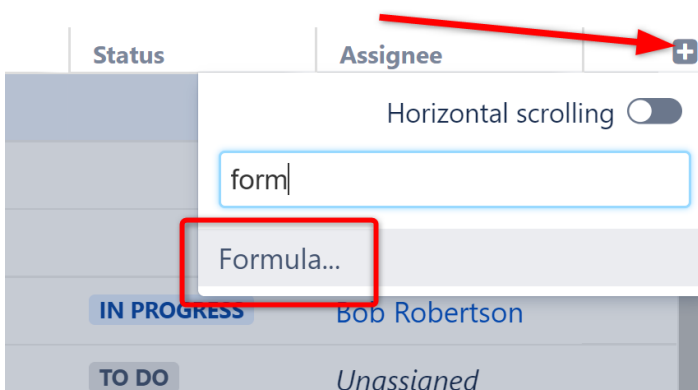 Status Assignee
Horizontal scrolling
form
Formula...
IN PROGRESS Bob Robertson
TO DO Unassigned